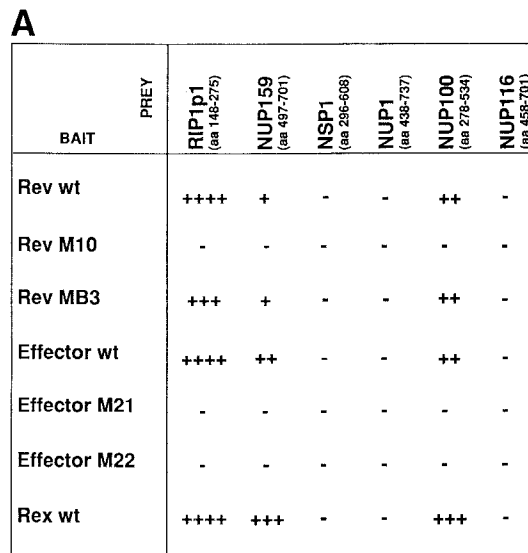 A
BAIT PREY RIP1p1 (aa 148-275) NUP159 (aa 497-701) NSP1 (aa 296-608) NUP1 (aa 438-737) NUP100 (aa 278-534) NUP116 (aa 458-701)
Rev wt ++++ + - - ++ -
Rev M10 - - - - - -
Rev MB3 +++ + - - ++ -
Effector wt ++++ ++ - - ++ -
Effector M21 - - - - - -
Effector M22 - - - - - -
Rex wt ++++ +++ - - +++ -